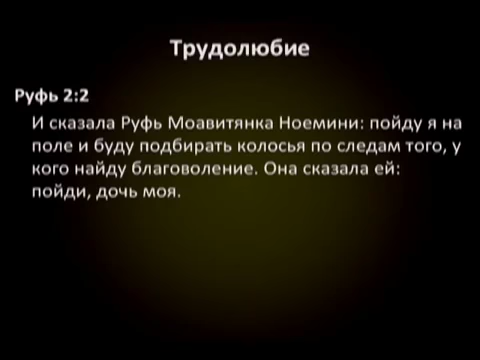 Трудолюбие
Руфь 2:2
И сказала Руфь Моавитянка Ноемини: пойду я на
поле и буду подбирать колосья по следам того, у
кого найду благоволение. Она сказала ей:
пойди, дочь моя.